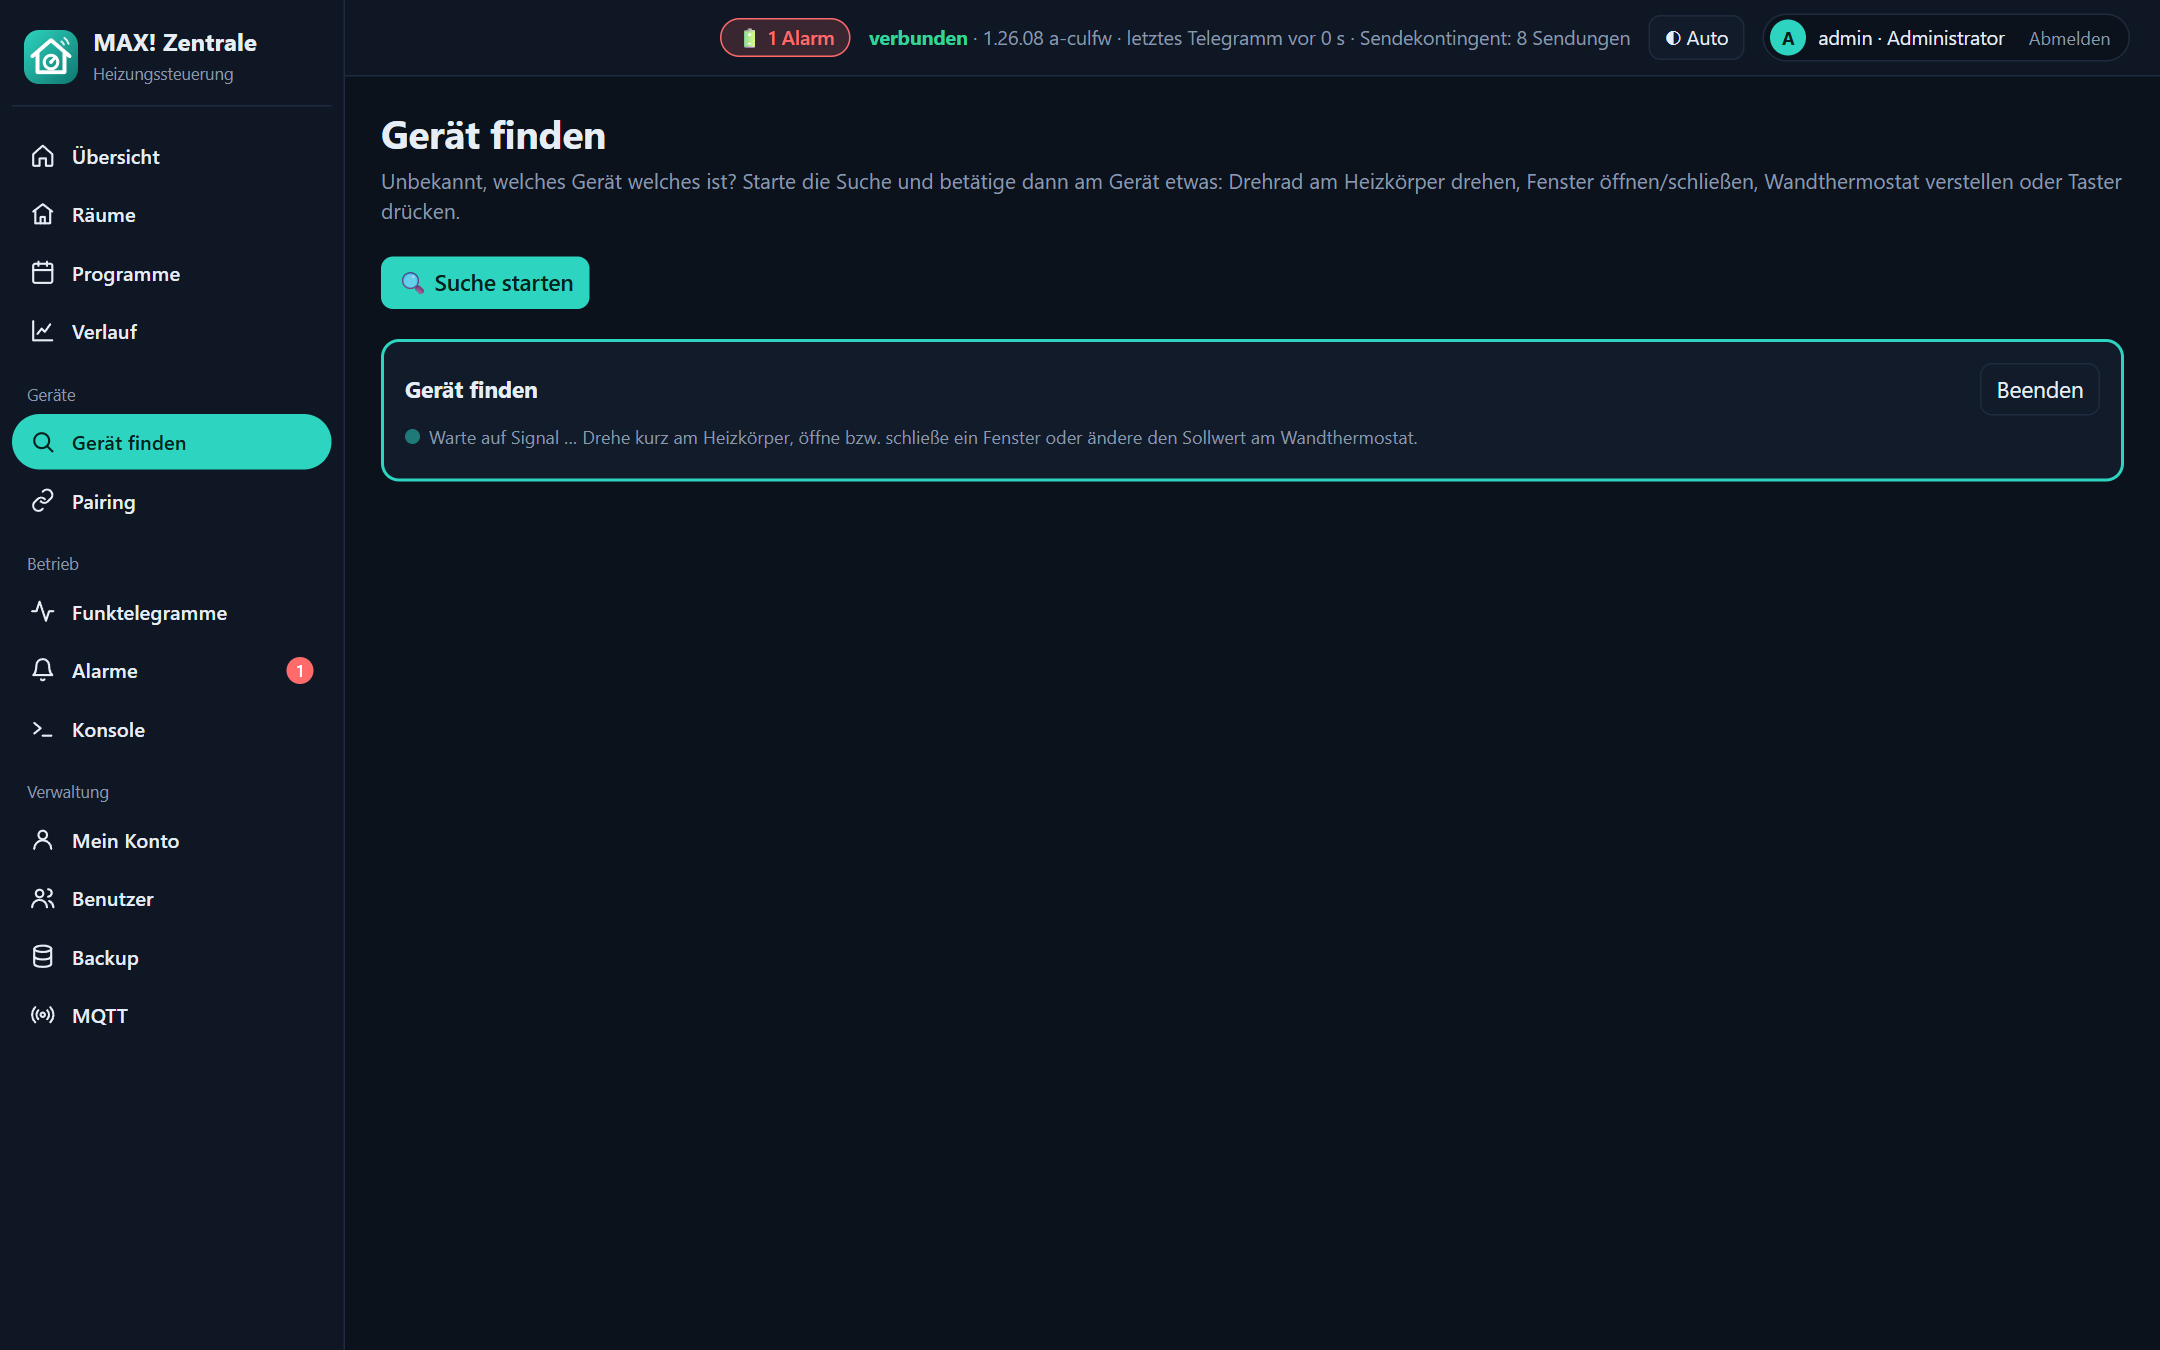 MAX! Zentrale
Heizungssteuerung
1 Alarm
verbunden · 1.26.08 a-culfw · letztes Telegramm vor 0 s · Sendekontingent: 8 Sendungen
Auto
A
admin · Administrator
Abmelden
Übersicht
Räume
Programme
Verlauf
Geräte
Gerät finden
Pairing
Betrieb
Funktelegramme
Alarme
1
Konsole
Verwaltung
Mein Konto
Benutzer
Backup
MQTT
Gerät finden
Unbekannt, welches Gerät welches ist? Starte die Suche und betätige dann am Gerät etwas: Drehrad am Heizkörper drehen, Fenster öffnen/schließen, Wandthermostat verstellen oder Taster
drücken.
Suche starten
Gerät finden
Beenden
Warte auf Signal ... Drehe kurz am Heizkörper, öffne bzw. schließe ein Fenster oder ändere den Sollwert am Wandthermostat.